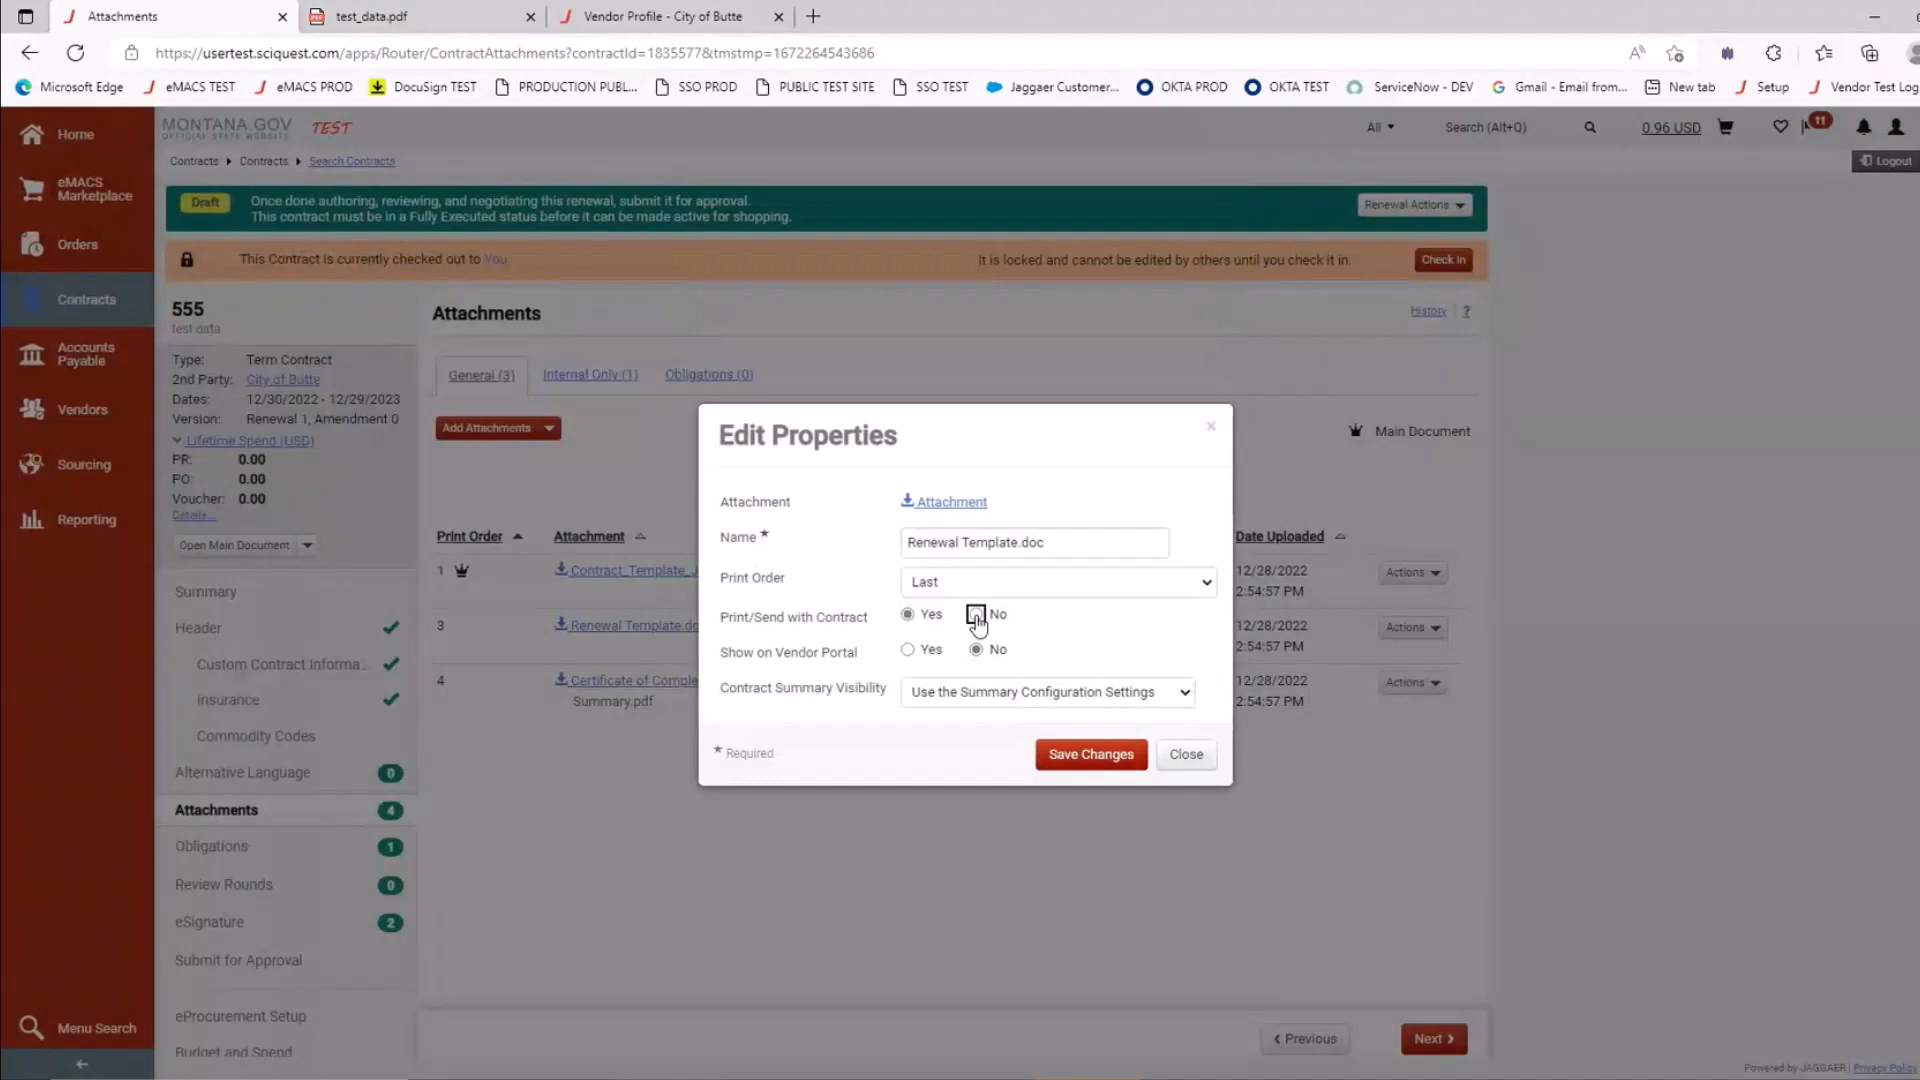 Attachments
test_data.pdf
Vendor Profile - City of Butte
https://usertest.sciquest.com/apps/Router/ContractAttachments?contractId=1835577&tmstmp=1672264543686
Microsoft Edge
eMACS TEST
eMACS PROD
DocuSign TEST
PRODUCTION PUBL...
SSO PROD
PUBLIC TEST SITE
SSO TEST
Jaggaer Customer...
OKTA PROD
OKTA TEST
ServiceNow - DEV
Gmail - Email from...
New tab
Setup
Vendor Test Log
Home
eMACS
Marketplace
Orders
Contracts
Accounts
Payable
Vendors
Sourcing
Reporting
Menu Search
MONTANA.GOV
OFFICIAL STATE WEBSITE
TEST
All
Search (Alt+Q)
0.96 USD
11
Logout
Contracts
Contracts
Search Contracts
Draft
Once done authoring, reviewing, and negotiating this renewal, submit it for approval.
This contract must be in a Fully Executed status before it can be made active for shopping.
Renewal Actions
This Contract is currently checked out to You
It is locked and cannot be edited by others until you check it in.
Check In
555
test data
Type: Term Contract
2nd Party: City of Butte
Dates: 12/30/2022 - 12/29/2023
Version: Renewal 1, Amendment 0
Lifetime Spend (USD)
PR: 0.00
PO: 0.00
Voucher: 0.00
Details...
Open Main Document
Summary
Header
Custom Contract Informa...
Insurance
Commodity Codes
Alternative Language 0
Attachments 4
Obligations 1
Review Rounds 0
eSignature 2
Submit for Approval
eProcurement Setup
Budget and Spend
Attachments
History
?
General (3)
Internal Only (1)
Obligations (0)
Add Attachments
Main Document
Print Order
Attachment
Date Uploaded
1
Contract_Template_J
12/28/2022
2:54:57 PM
Actions
3
Renewal Template.do
12/28/2022
2:54:57 PM
Actions
4
Certificate of Comple
Summary.pdf
12/28/2022
2:54:57 PM
Actions
Edit Properties
×
Attachment
Attachment
Name *
Renewal Template.doc
Print Order
Last
Print/Send with Contract
Yes
No
Show on Vendor Portal
Yes
No
Contract Summary Visibility
Use the Summary Configuration Settings
* Required
Save Changes
Close
Previous
Next
Powered by JAGGAER | Privacy Policy